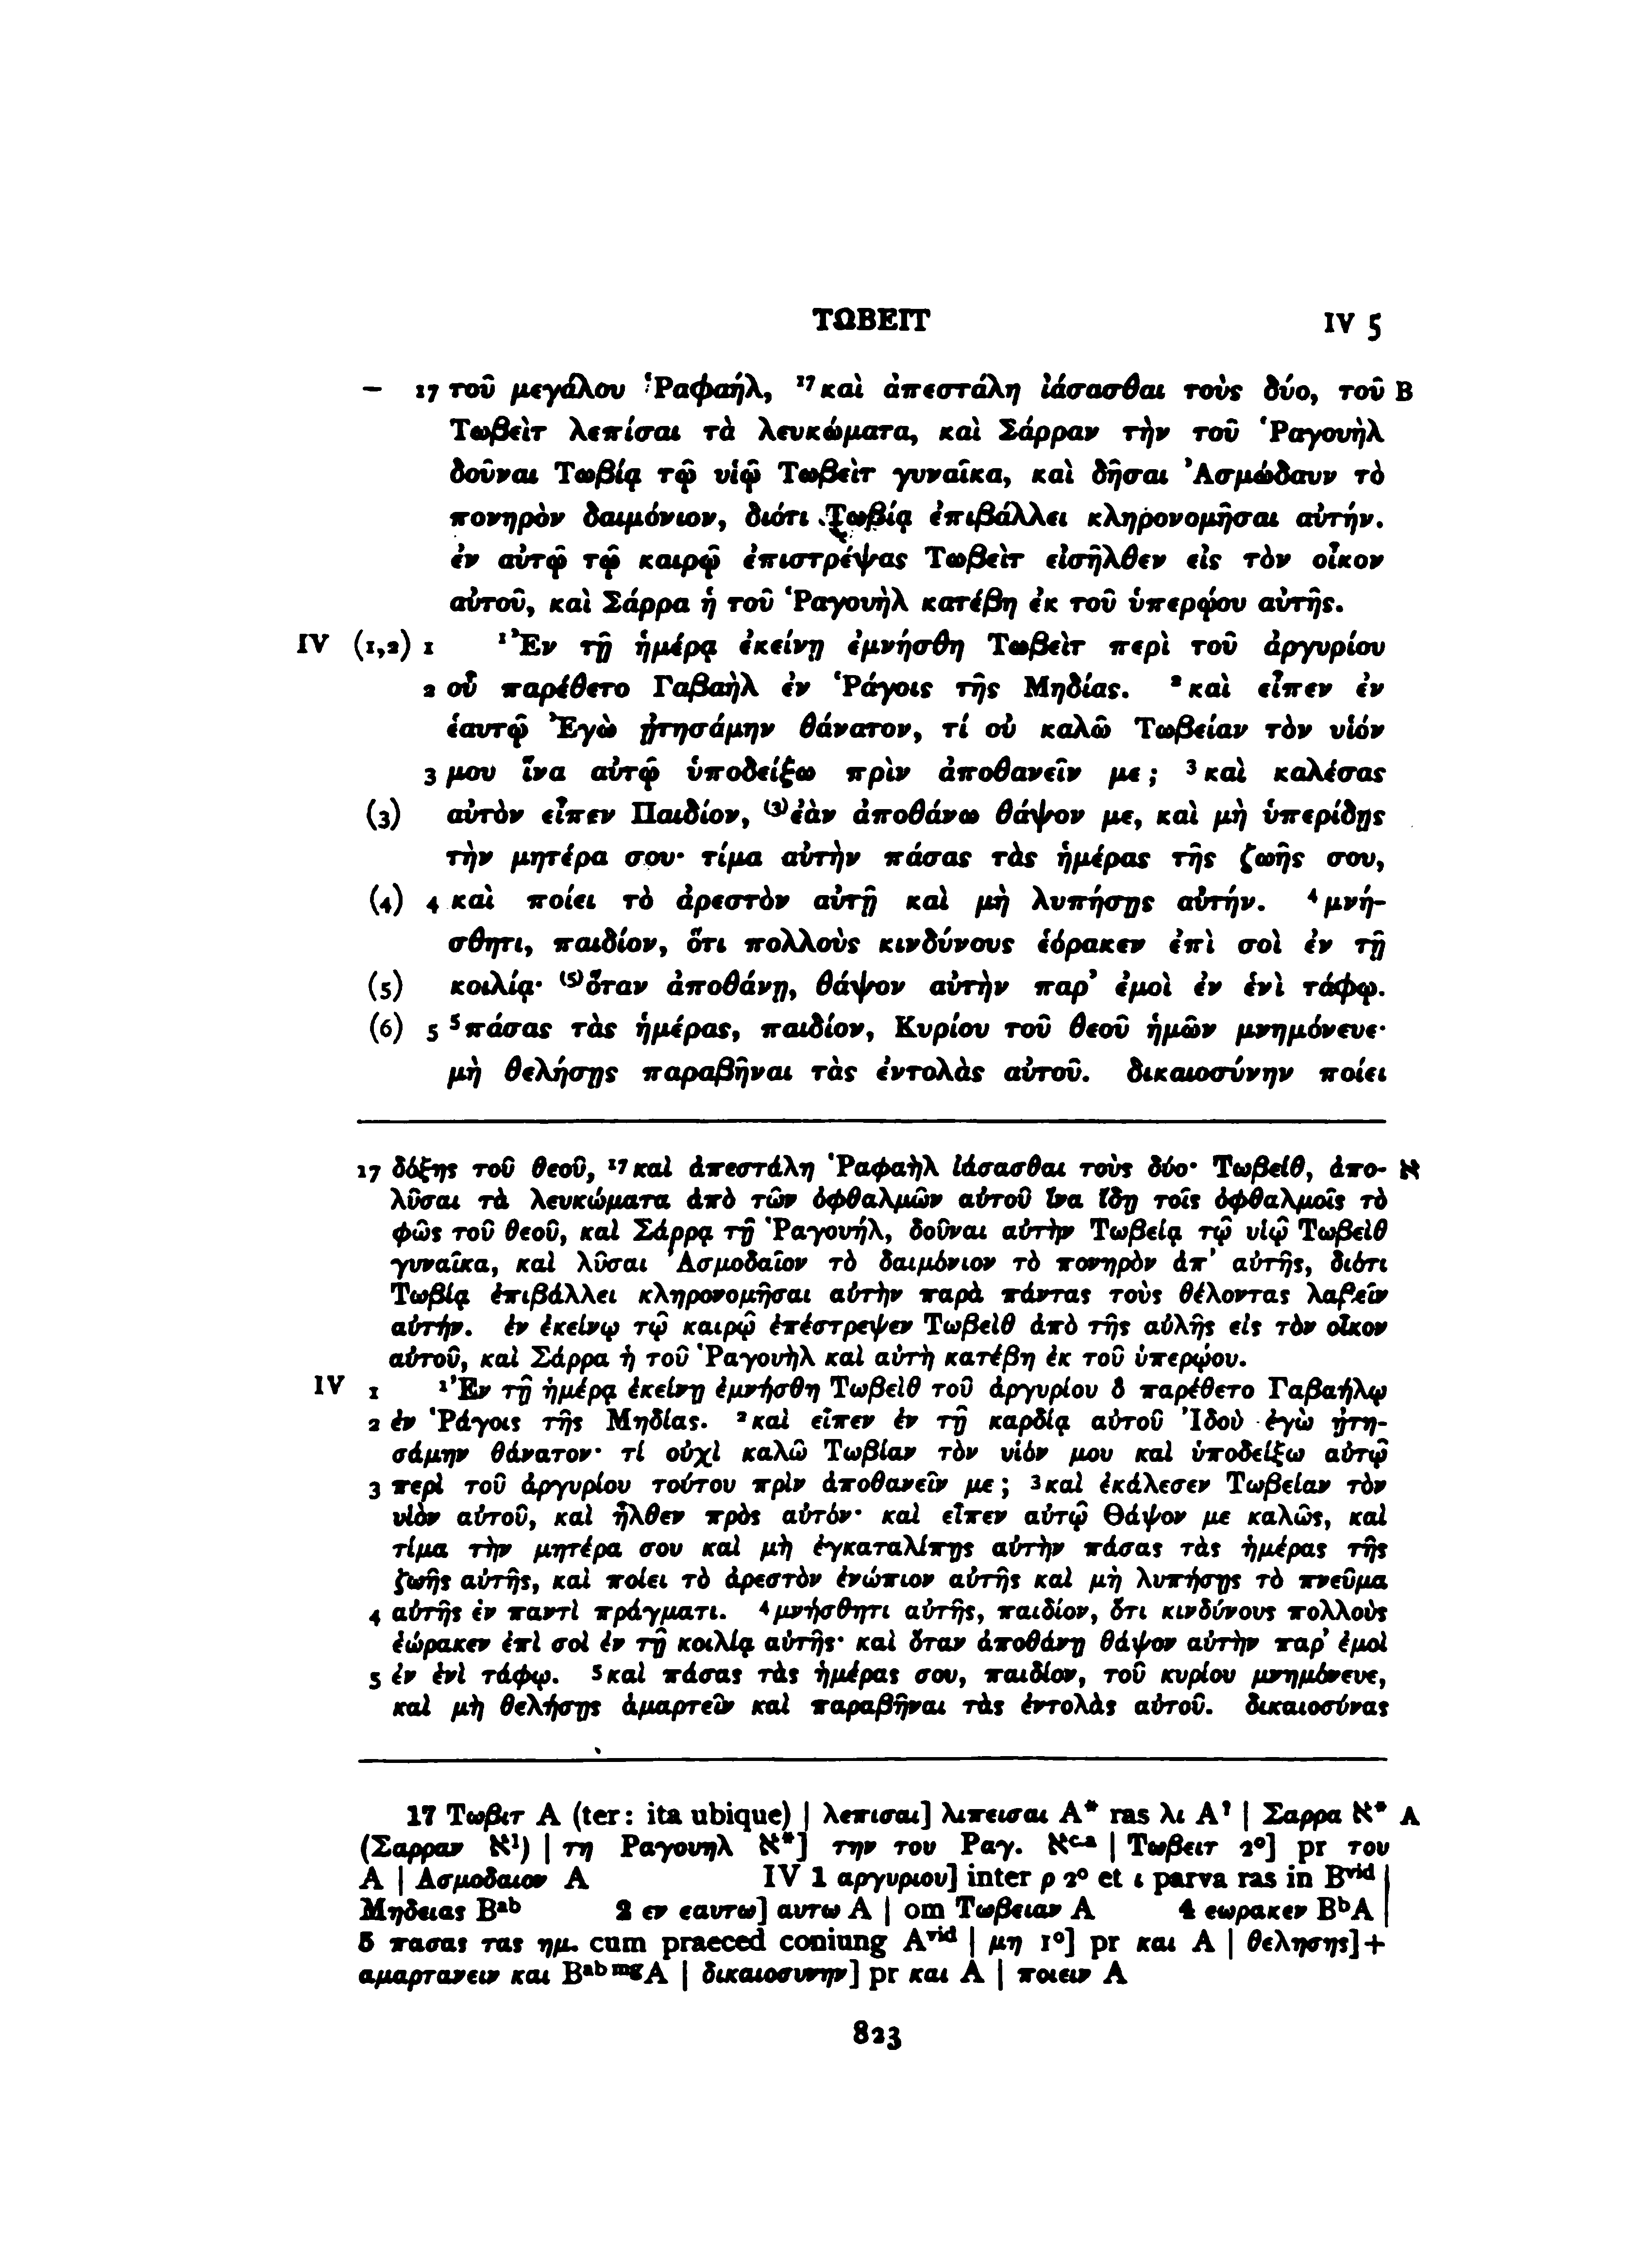 ΤΩΒΕΙΤ IV 5
— 17 τοῦ μεγάλου Ῥαφαήλ, ¹⁷καὶ ἀπεστάλη ἰάσασθαι τοὺς δύο, τοῦ B
Τωβεὶτ λεπίσαι τὰ λευκώματα, καὶ Σάρραν τὴν τοῦ Ῥαγουὴλ
δοῦναι Τωβίᾳ τῷ υἱῷ Τωβεὶτ γυναῖκα, καὶ δῆσαι Ἀσμώδαυν τὸ
πονηρὸν δαιμόνιον, διότι Τωβίᾳ ἐπιβάλλει κληρονομῆσαι αὐτήν.
ἐν αὐτῷ τῷ καιρῷ ἐπιστρέψας Τωβεὶτ εἰσῆλθεν εἰς τὸν οἶκον
αὐτοῦ, καὶ Σάρρα ἡ τοῦ Ῥαγουὴλ κατέβη ἐκ τοῦ ὑπερῴου αὐτῆς.
IV (1,2) 1 ¹Ἐν τῇ ἡμέρᾳ ἐκείνῃ ἐμνήσθη Τωβεὶτ περὶ τοῦ ἀργυρίου
2 οὗ παρέθετο Γαβαὴλ ἐν Ῥάγοις τῆς Μηδίας. ²καὶ εἶπεν ἐν
ἑαυτῷ Ἐγὼ ᾐτησάμην θάνατον, τί οὐ καλῶ Τωβείαν τὸν υἱόν
3 μου ἵνα αὐτῷ ὑποδείξω πρὶν ἀποθανεῖν με; ³καὶ καλέσας
(3) αὐτὸν εἶπεν Παιδίον, ⁽³⁾ἐὰν ἀποθάνω θάψον με, καὶ μὴ ὑπερίδῃς
τὴν μητέρα σου· τίμα αὐτὴν πάσας τὰς ἡμέρας τῆς ζωῆς σου,
(4) 4 καὶ ποίει τὸ ἀρεστὸν αὐτῇ καὶ μὴ λυπήσῃς αὐτήν. ⁴μνή-
σθητι, παιδίον, ὅτι πολλοὺς κινδύνους ἑόρακεν ἐπὶ σοὶ ἐν τῇ
(5) κοιλίᾳ· ⁽⁵⁾ὅταν ἀποθάνῃ, θάψον αὐτὴν παρ’ ἐμοὶ ἐν ἑνὶ τάφῳ.
(6) 5 ⁵πάσας τὰς ἡμέρας, παιδίον, Κυρίου τοῦ θεοῦ ἡμῶν μνημόνευε·
μὴ θελήσῃς παραβῆναι τὰς ἐντολὰς αὐτοῦ. δικαιοσύνην ποίει
17 δόξης τοῦ θεοῦ, ¹⁷καὶ ἀπεστάλη Ῥαφαὴλ ἰάσασθαι τοὺς δύο· Τωβείθ, ἀπο- א
λῦσαι τὰ λευκώματα ἀπὸ τῶν ὀφθαλμῶν αὐτοῦ ἵνα ἴδῃ τοῖς ὀφθαλμοῖς τὸ
φῶς τοῦ θεοῦ, καὶ Σάρρᾳ τῇ Ῥαγουήλ, δοῦναι αὐτὴν Τωβείᾳ τῷ υἱῷ Τωβεὶθ
γυναῖκα, καὶ λῦσαι Ἀσμοδαῖον τὸ δαιμόνιον τὸ πονηρὸν ἀπ’ αὐτῆς, διότι
Τωβίᾳ ἐπιβάλλει κληρονομῆσαι αὐτὴν παρὰ πάντας τοὺς θέλοντας λαβεῖν
αὐτήν. ἐν ἐκείνῳ τῷ καιρῷ ἐπέστρεψεν Τωβεὶθ ἀπὸ τῆς αὐλῆς εἰς τὸν οἶκον
αὐτοῦ, καὶ Σάρρα ἡ τοῦ Ῥαγουὴλ καὶ αὐτὴ κατέβη ἐκ τοῦ ὑπερῴου.
IV 1 ¹Ἐν τῇ ἡμέρᾳ ἐκείνῃ ἐμνήσθη Τωβεὶθ τοῦ ἀργυρίου ὃ παρέθετο Γαβαήλῳ
2 ἐν Ῥάγοις τῆς Μηδίας. ²καὶ εἶπεν ἐν τῇ καρδίᾳ αὐτοῦ Ἰδοὺ ἐγὼ ᾐτη-
σάμην θάνατον· τί οὐχὶ καλῶ Τωβίαν τὸν υἱόν μου καὶ ὑποδείξω αὐτῷ
3 περὶ τοῦ ἀργυρίου τούτου πρὶν ἀποθανεῖν με; ³καὶ ἐκάλεσεν Τωβείαν τὸν
υἱὸν αὐτοῦ, καὶ ἦλθεν πρὸς αὐτόν· καὶ εἶπεν αὐτῷ Θάψον με καλῶς, καὶ
τίμα τὴν μητέρα σου καὶ μὴ ἐγκαταλίπῃς αὐτὴν πάσας τὰς ἡμέρας τῆς
ζωῆς αὐτῆς, καὶ ποίει τὸ ἀρεστὸν ἐνώπιον αὐτῆς καὶ μὴ λυπήσῃς τὸ πνεῦμα
4 αὐτῆς ἐν παντὶ πράγματι. ⁴μνήσθητι αὐτῆς, παιδίον, ὅτι κινδύνους πολλοὺς
ἑώρακεν ἐπὶ σοὶ ἐν τῇ κοιλίᾳ αὐτῆς· καὶ ὅταν ἀποθάνῃ θάψον αὐτὴν παρ’ ἐμοὶ
5 ἐν ἑνὶ τάφῳ. ⁵καὶ πάσας τὰς ἡμέρας σου, παιδίον, τοῦ κυρίου μνημόνευε,
καὶ μὴ θελήσῃς ἁμαρτεῖν καὶ παραβῆναι τὰς ἐντολὰς αὐτοῦ. δικαιοσύνας
17 Τωβιτ A (ter: ita ubique) | λεπισαι] λιπεισαι A* ras λι A? | Σαρρα א* A
(Σαρραν א¹) | τη Ραγουηλ א*] την του Ραγ. אᶜ·ᵃ | Τωβειτ 2°] pr του
A | Ασμοδαιον A IV 1 αργυριου] inter ρ 2° et ι parva ras in Bᵛⁱᵈ |
Μηδειας Bᵃᵇ 2 εν εαυτω] αυτω A | om Τωβειαν A 4 εωρακεν BᵇA |
5 πασας τας ημ. cum praeced coniung Aᵛⁱᵈ | μη 1°] pr και A | θελησης]+
αμαρτανειν και Bᵃᵇᵐᵍ A | δικαιοσυνην] pr και A | ποιειν A
823